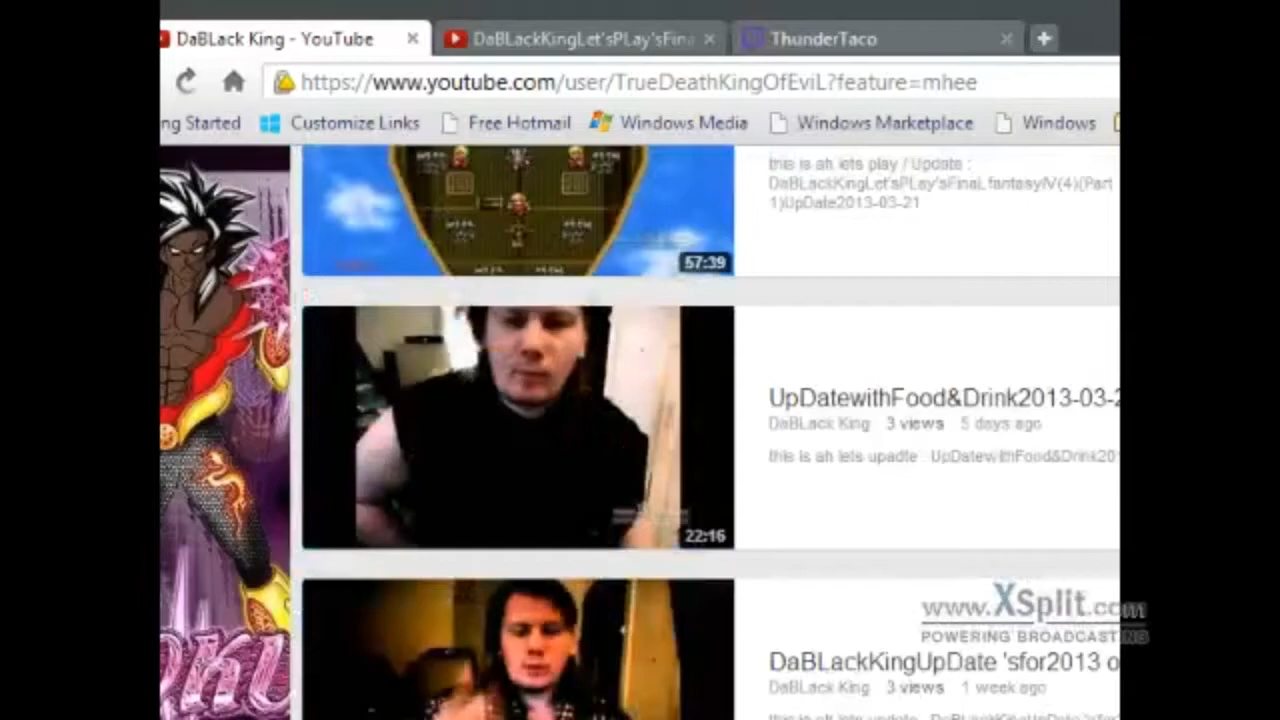 DaBLack King - YouTube
DaBLackKingLet'sPLay'sFina
ThunderTaco
https://www.youtube.com/user/TrueDeathKingOfEviL?feature=mhee
ng Started
Customize Links
Free Hotmail
Windows Media
Windows Marketplace
Windows
this is ah lets play / Update :
DaBLackKingLet'sPLay'sFinaLfantasyIV(4)(Part
1)UpDate2013-03-21
57:39
UpDatewithFood&Drink2013-03-2
DaBLack King 3 views 5 days ago
this is ah lets upadte : UpDatewithFood&Drink20
22:16
www.XSplit.com
POWERING BROADCASTING
DaBLackKingUpDate 'sfor2013 o
DaBLack King 3 views 1 week ago